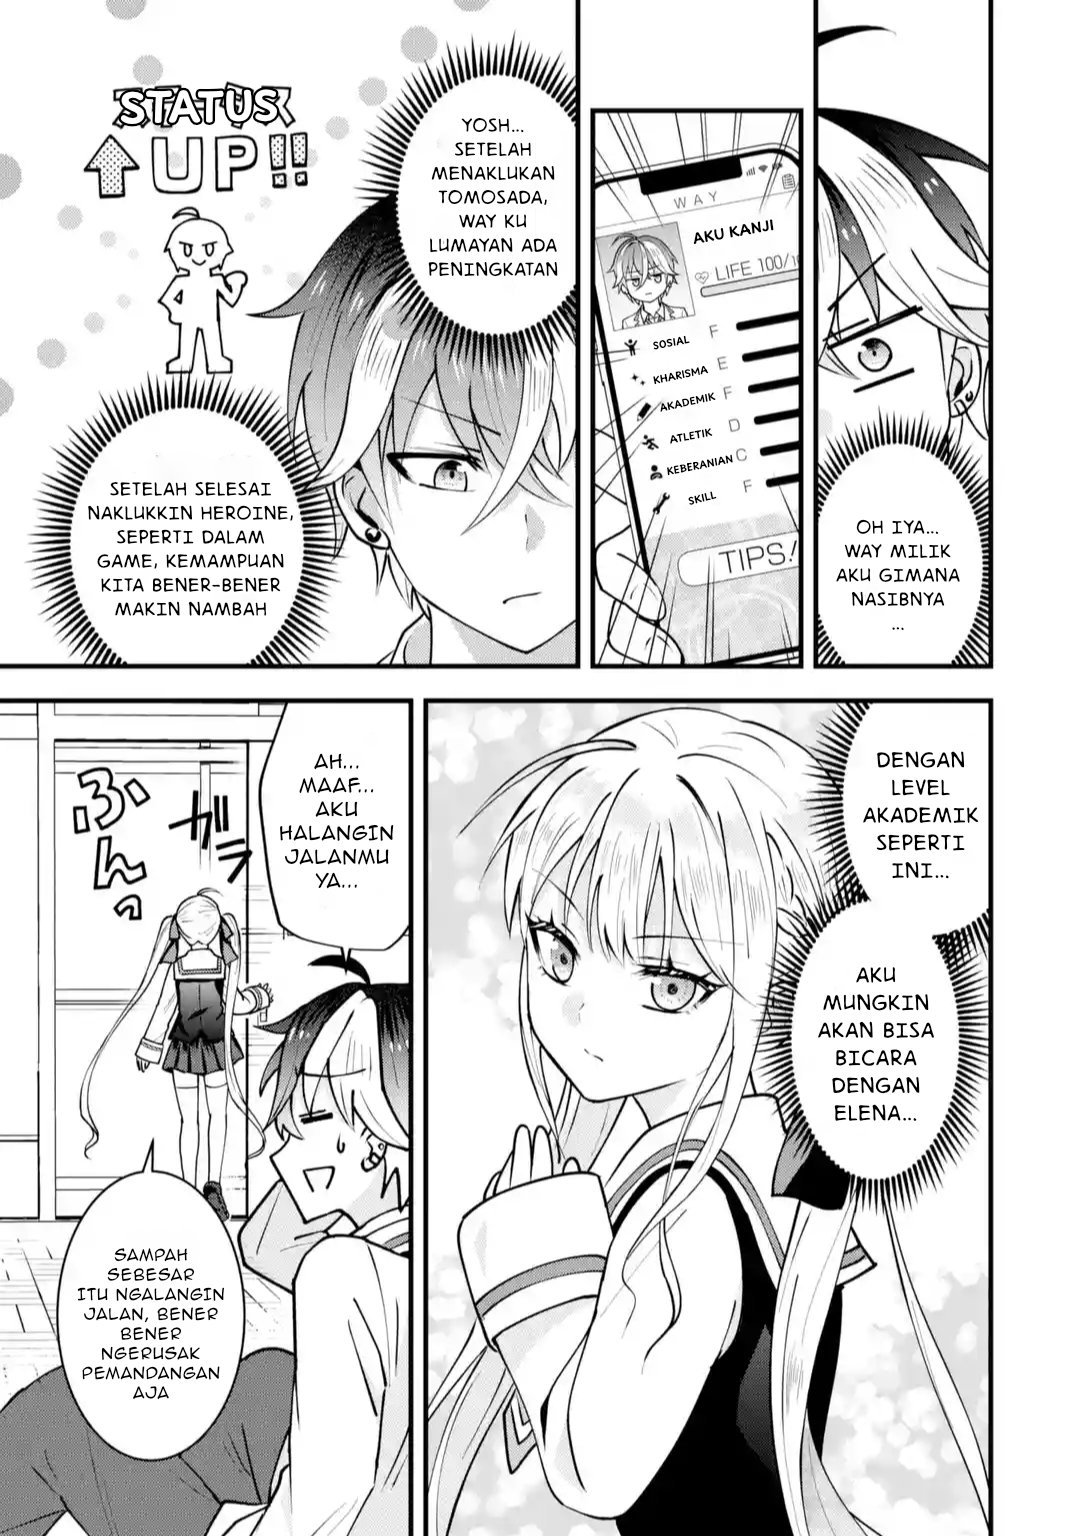 OH IYA...
WAY MILIK
AKU GIMANA
NASIBNYA
...
WAY
AKU KANJI
LIFE 100/10
SOSIAL F
KHARISMA E
AKADEMIK F
ATLETIK D
KEBERANIAN C
SKILL F
TIPS!
YOSH...
SETELAH
MENAKLUKAN
TOMOSADA,
WAY KU
LUMAYAN ADA
PENINGKATAN
STATUS
UP!!
SETELAH SELESAI
NAKLUKKIN HEROINE,
SEPERTI DALAM
GAME, KEMAMPUAN
KITA BENER-BENER
MAKIN NAMBAH
DENGAN
LEVEL
AKADEMIK
SEPERTI
INI...
AKU
MUNGKIN
AKAN BISA
BICARA
DENGAN
ELENA...
AH...
MAAF...
AKU
HALANGIN
JALANMU
YA...
ガラ
ふんっ
SAMPAH
SEBESAR
ITU NGALANGIN
JALAN, BENER
BENER
NGERUSAK
PEMANDANGAN
AJA